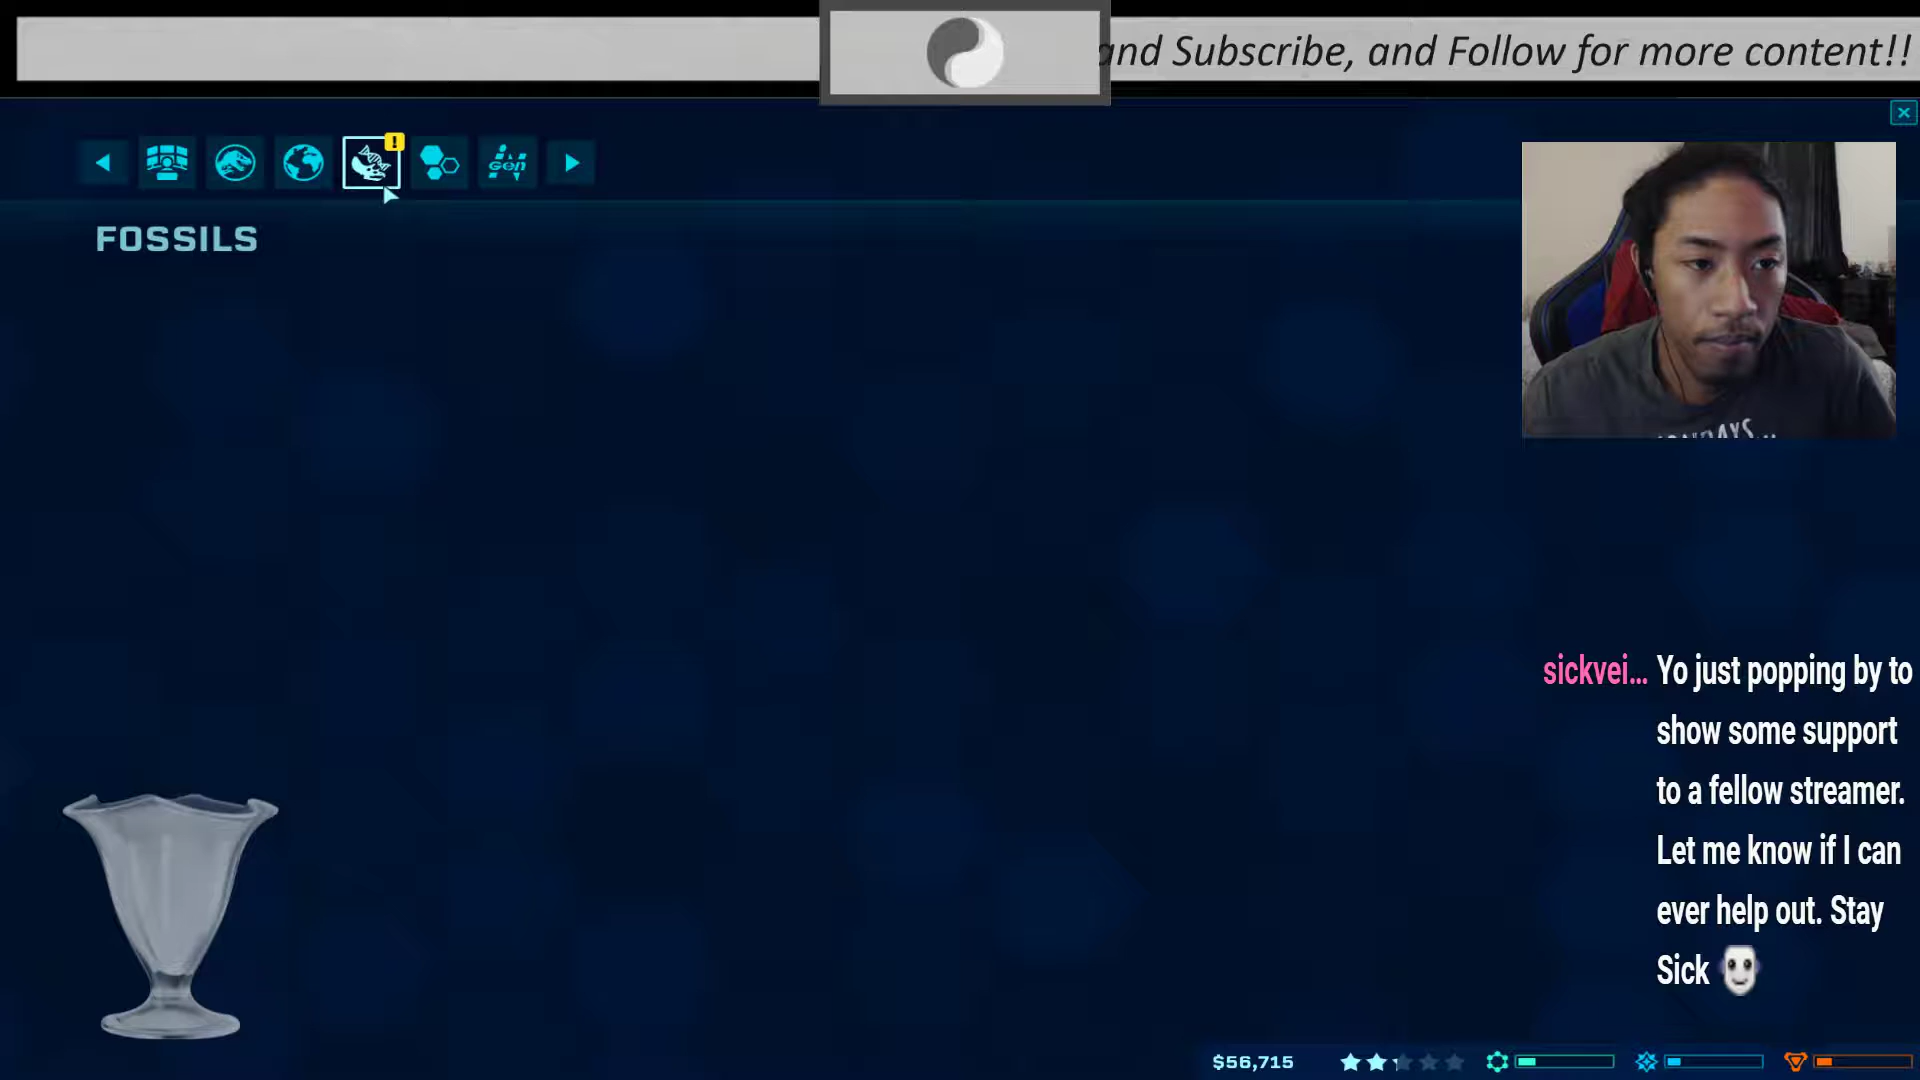 and Subscribe, and Follow for more content!!
!
Gen
FOSSILS
sickvei... Yo just popping by to
show some support
to a fellow streamer.
Let me know if I can
ever help out. Stay
Sick
$56,715